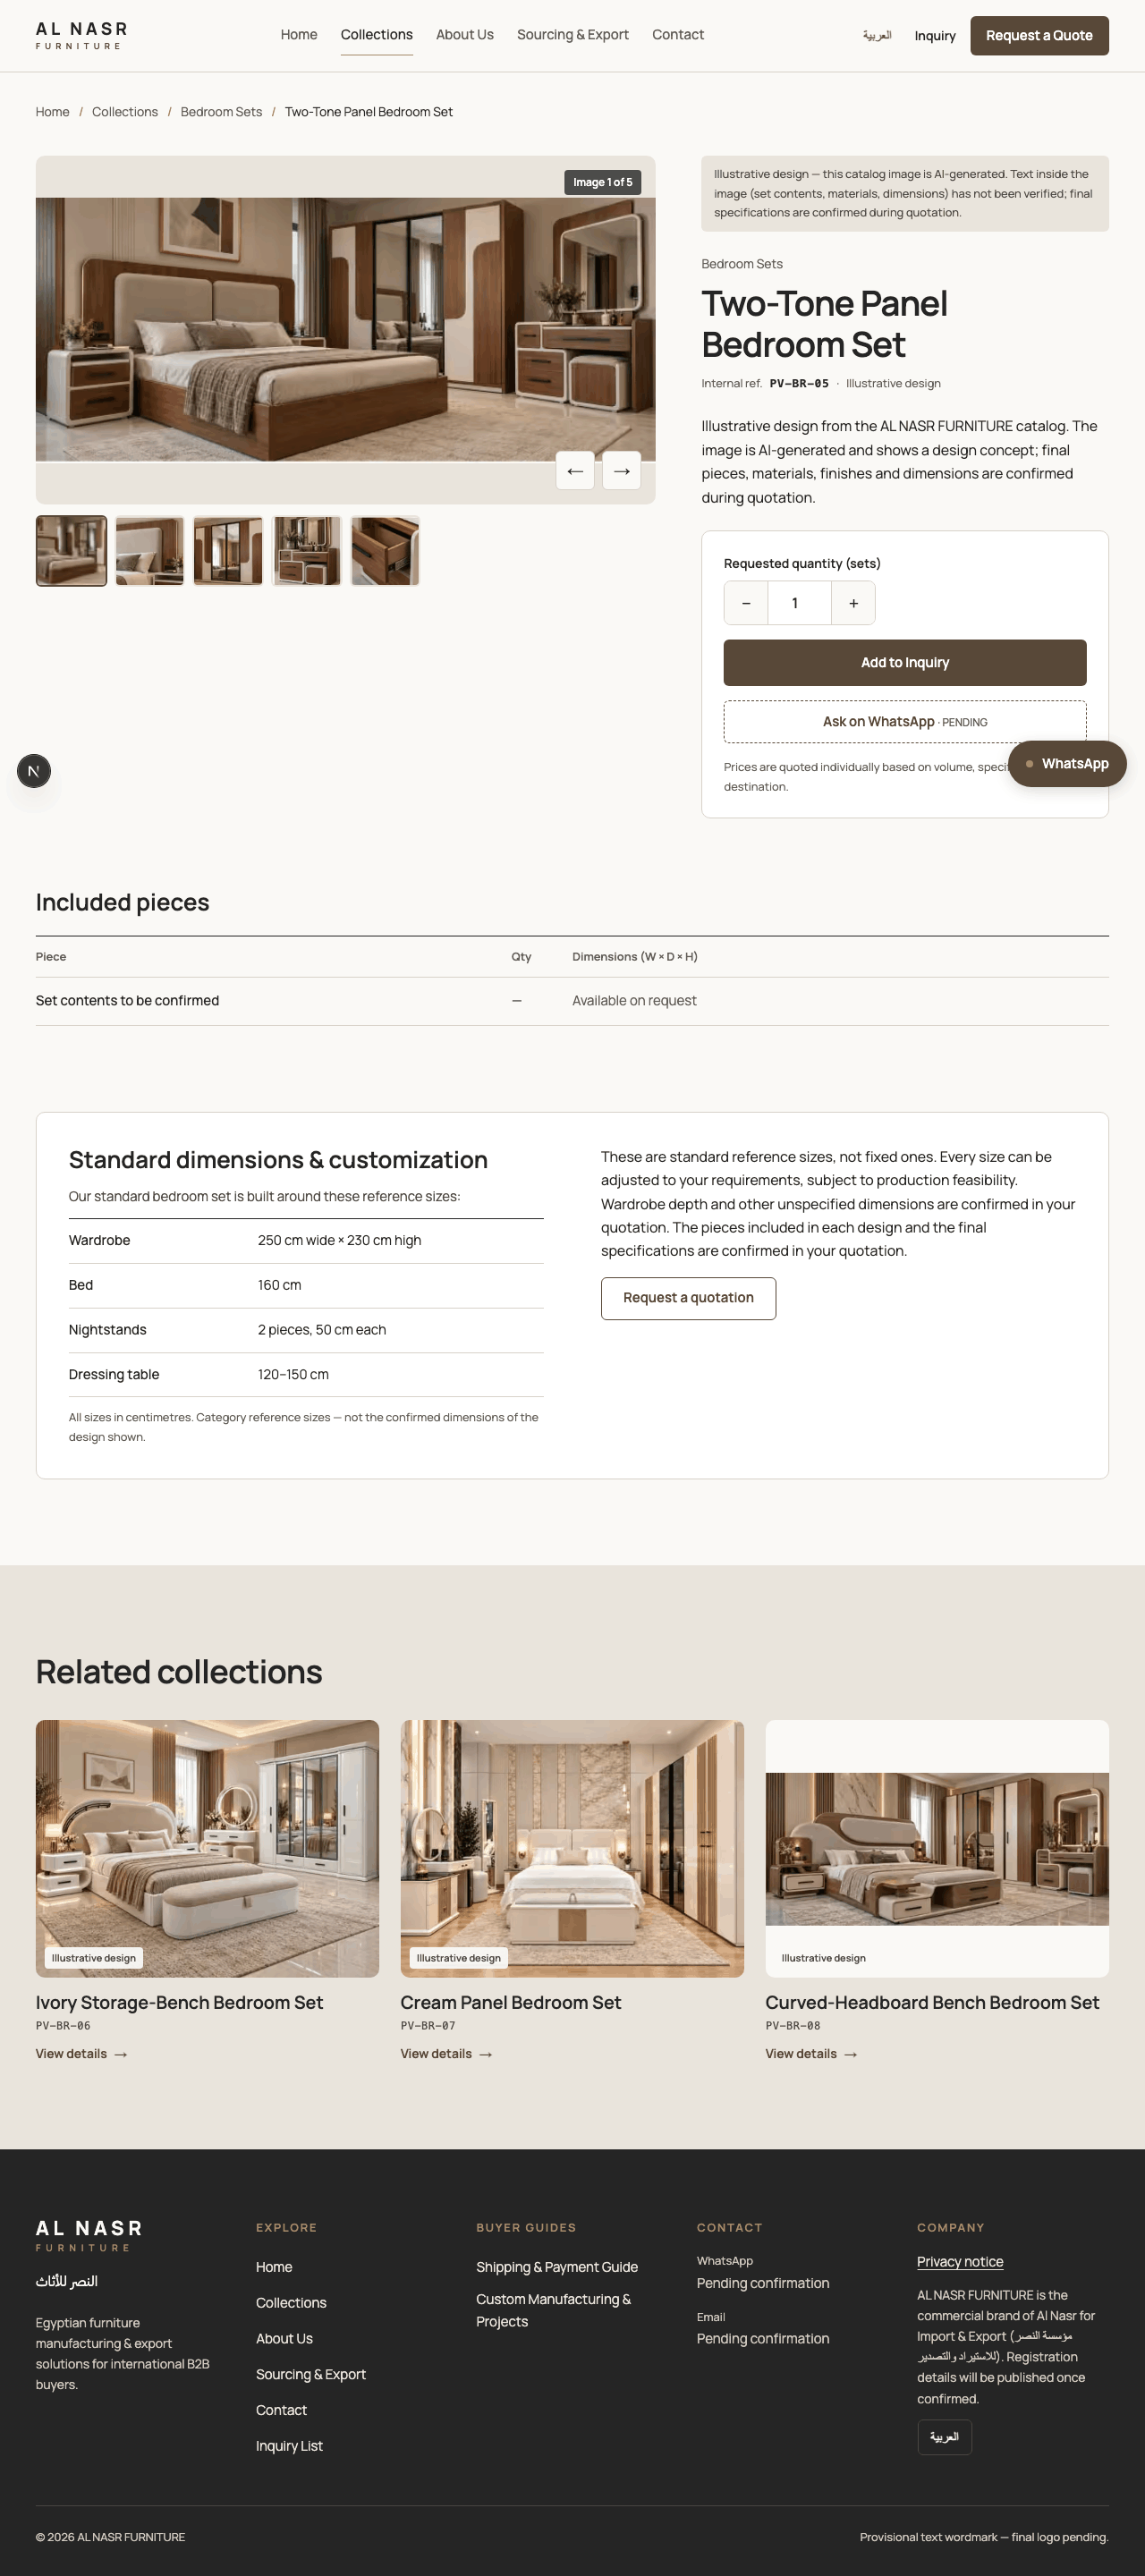 AL NASR
FURNITURE
Home
Collections
About Us
Sourcing & Export
Contact
العربية
Inquiry
Request a Quote
Home / Collections / Bedroom Sets / Two-Tone Panel Bedroom Set
Image 1 of 5
←
→
Illustrative design — this catalog image is AI-generated. Text inside the
image (set contents, materials, dimensions) has not been verified; final
specifications are confirmed during quotation.
Bedroom Sets
Two-Tone Panel
Bedroom Set
Internal ref. PV-BR-05 · Illustrative design
Illustrative design from the AL NASR FURNITURE catalog. The
image is AI-generated and shows a design concept; final
pieces, materials, finishes and dimensions are confirmed
during quotation.
Requested quantity (sets)
− 1 +
Add to Inquiry
Ask on WhatsApp · PENDING
Prices are quoted individually based on volume,
destination.
WhatsApp
N
Included pieces
Piece Qty Dimensions (W × D × H)
Set contents to be confirmed — Available on request
Standard dimensions & customization
Our standard bedroom set is built around these reference sizes:
Wardrobe 250 cm wide × 230 cm high
Bed 160 cm
Nightstands 2 pieces, 50 cm each
Dressing table 120–150 cm
All sizes in centimetres. Category reference sizes — not the confirmed dimensions of the
design shown.
These are standard reference sizes, not fixed ones. Every size can be
adjusted to your requirements, subject to production feasibility.
Wardrobe depth and other unspecified dimensions are confirmed in your
quotation. The pieces included in each design and the final
specifications are confirmed in your quotation.
Request a quotation
Related collections
Illustrative design
Ivory Storage-Bench Bedroom Set
PV-BR-06
View details →
Illustrative design
Cream Panel Bedroom Set
PV-BR-07
View details →
Illustrative design
Curved-Headboard Bench Bedroom Set
PV-BR-08
View details →
AL NASR
FURNITURE
النصر للأثاث
Egyptian furniture
manufacturing & export
solutions for international B2B
buyers.
EXPLORE
Home
Collections
About Us
Sourcing & Export
Contact
Inquiry List
BUYER GUIDES
Shipping & Payment Guide
Custom Manufacturing &
Projects
CONTACT
WhatsApp
Pending confirmation
Email
Pending confirmation
COMPANY
Privacy notice
AL NASR FURNITURE is the
commercial brand of Al Nasr for
Import & Export (مؤسسة النصر
للاستيراد والتصدير). Registration
details will be published once
confirmed.
العربية
© 2026 AL NASR FURNITURE
Provisional text wordmark — final logo pending.